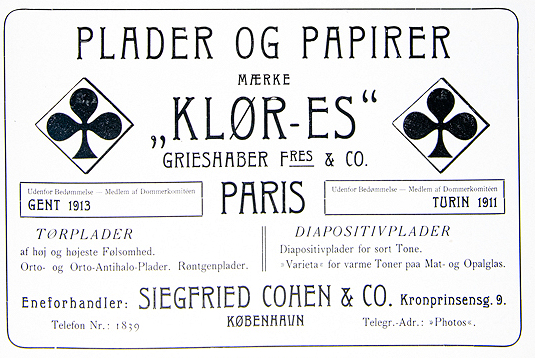 PLADER OG PAPIRER
MÆRKE
„KLØR-ES“
GRIESHABER FRES & CO.
Udenfor Bedømmelse — Medlem af Dommerkomitéen
GENT 1913
PARIS
Udenfor Bedømmelse — Medlem af Dommerkomitéen
TURIN 1911
TØRPLADER
af høj og højeste Følsomhed.
Orto- og Orto-Antihalo-Plader. Røntgenplader.
DIAPOSITIVPLADER
Diapositivplader for sort Tone.
»Varieta« for varme Toner paa Mat- og Opalglas.
Eneforhandler: SIEGFRIED COHEN & CO. Kronprinsensg. 9.
Telefon Nr.: 1839 KØBENHAVN Telegr.-Adr.: »Photos«.